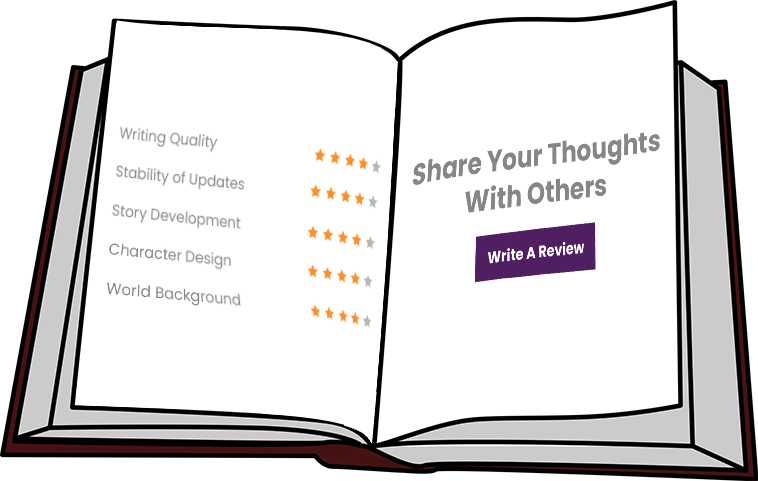 Writing Quality
Stability of Updates
Story Development
Character Design
World Background
Share Your Thoughts
With Others
Write A Review